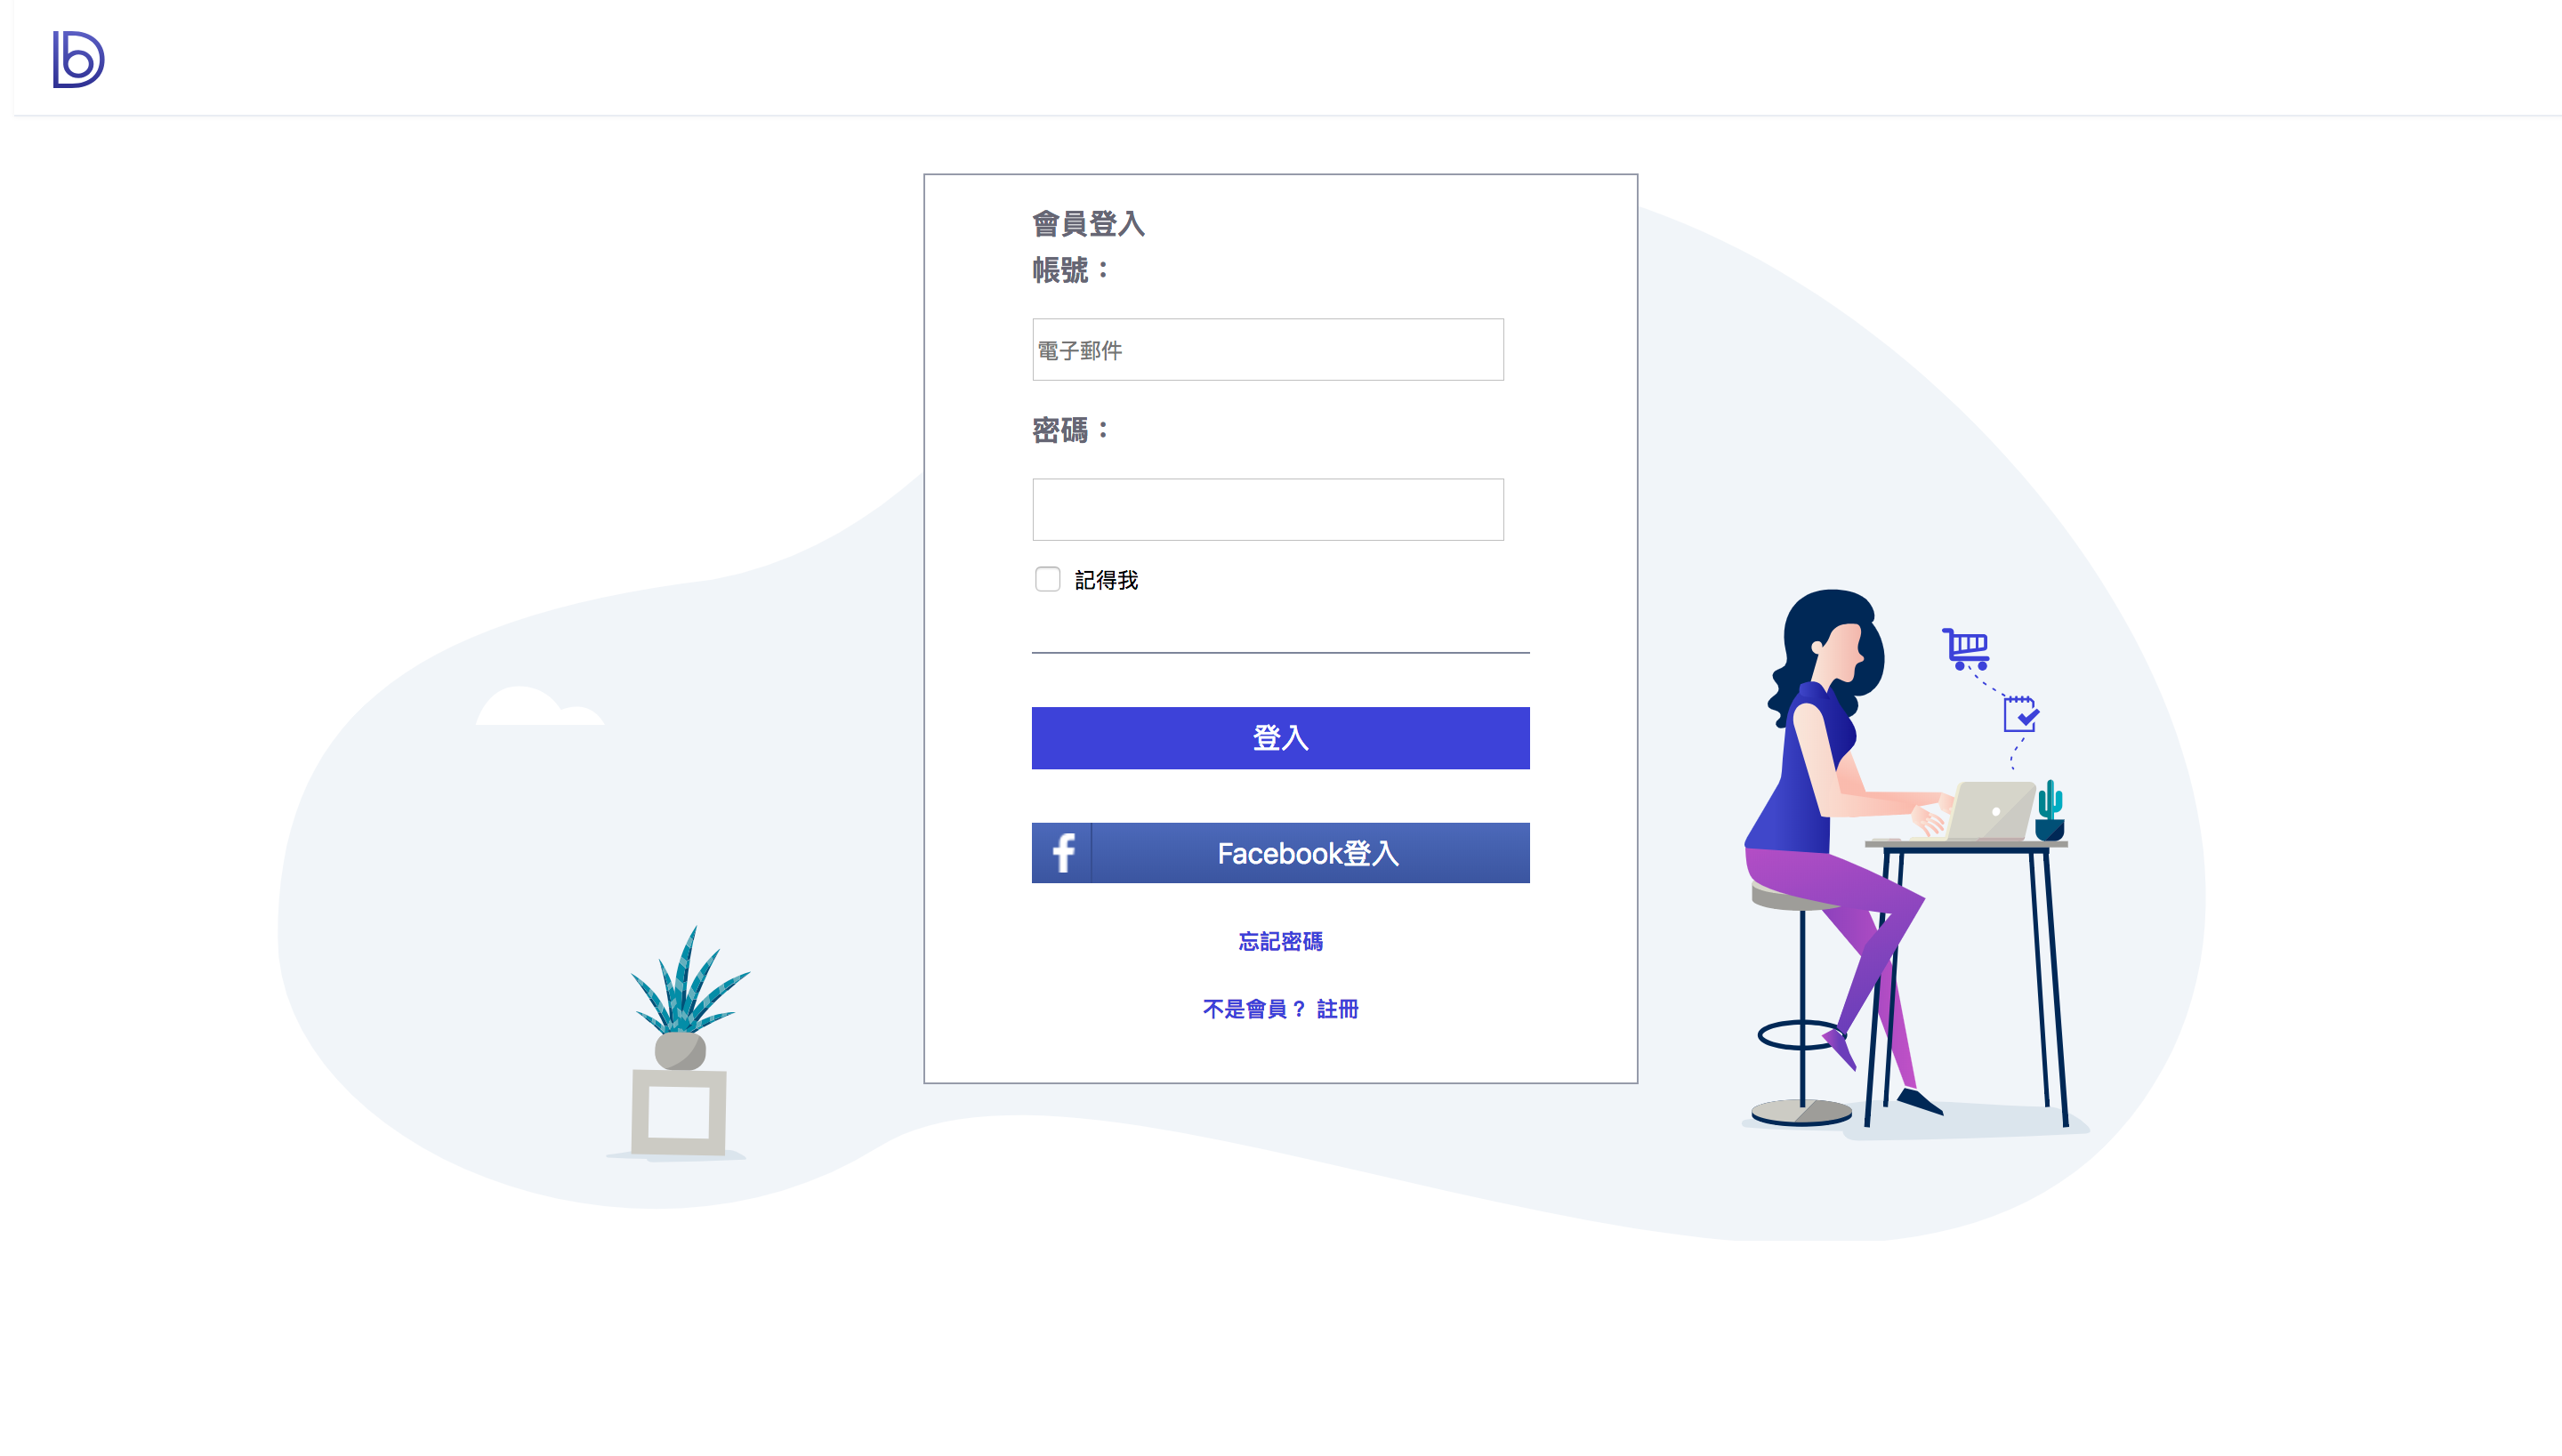 會員登入
帳號：
電子郵件
密碼：
記得我
登入
Facebook登入
忘記密碼
不是會員？ 註冊